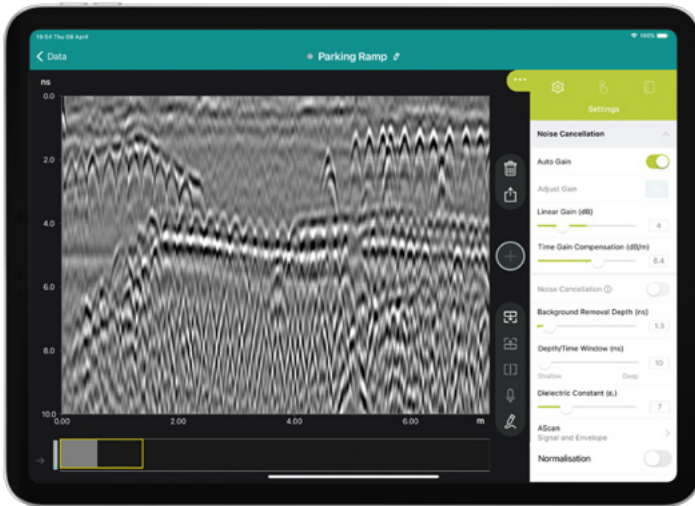 19:54 Thu 08 April
100%
Data
Parking Ramp
ns
0.0
2.0
4.0
6.0
8.0
10.0
0.00
2.00
4.00
6.00
m
Settings
Noise Cancellation
Auto Gain
Adjust Gain
Linear Gain (dB)
4
Time Gain Compensation (dB/m)
6.4
Noise Cancellation
Background Removal Depth (ns)
1.3
Depth/Time Window (ns)
10
Shallow Deep
Dielectric Constant (εr)
7
AScan
Signal and Envelope
Normalisation